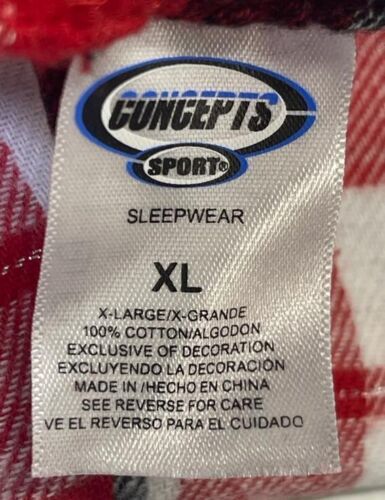 CONCEPTS
SPORT®
SLEEPWEAR
XL
X-LARGE/X-GRANDE
100% COTTON/ALGODON
EXCLUSIVE OF DECORATION
EXCLUYENDO LA DECORACIÓN
MADE IN /HECHO EN CHINA
SEE REVERSE FOR CARE
VE EL REVERSO PARA EL CUIDADO